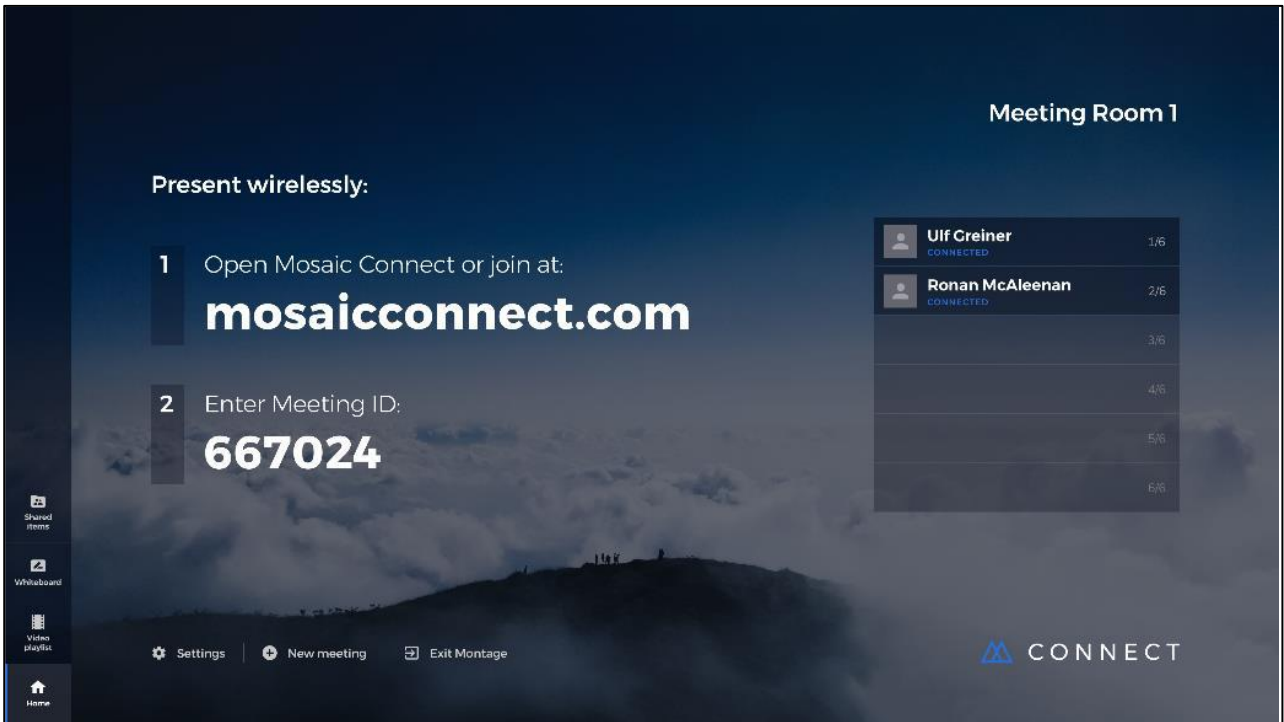 Meeting Room 1
Present wirelessly:
1 Open Mosaic Connect or join at:
mosaicconnect.com
2 Enter Meeting ID:
667024
Ulf Greiner 1/6
CONNECTED
Ronan McAleenan 2/6
CONNECTED
3/6
4/6
5/6
6/6
Shared
items
Whiteboard
Video
playlist
Home
Settings New meeting Exit Montage
CONNECT